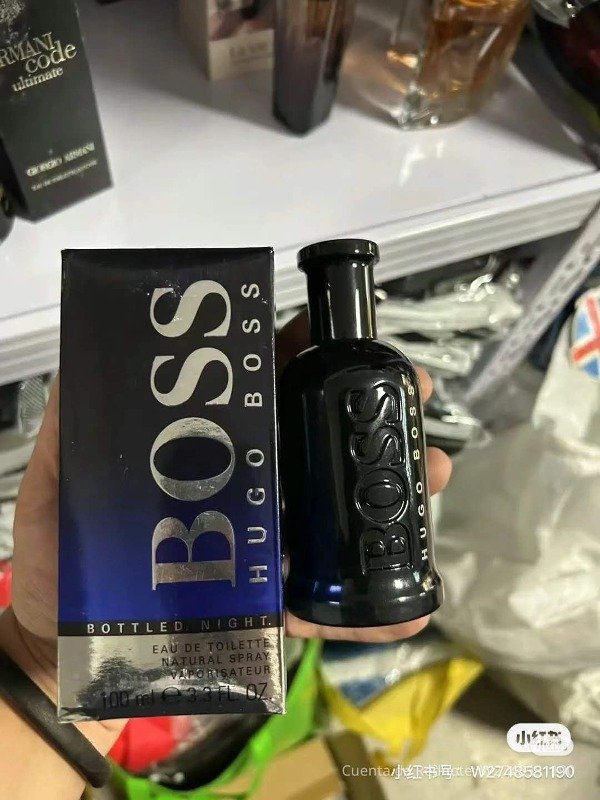 ARMANI
code
ultimate
GIORGIO ARMANI
BOSS
HUGO BOSS
BOTTLED. NIGHT.
EAU DE TOILETTE
NATURAL SPRAY
VAPORISATEUR
100 ml ℮ 3.3 FL. OZ
BOSS
HUGO BOSS
小红书
小红书号: W2748581190